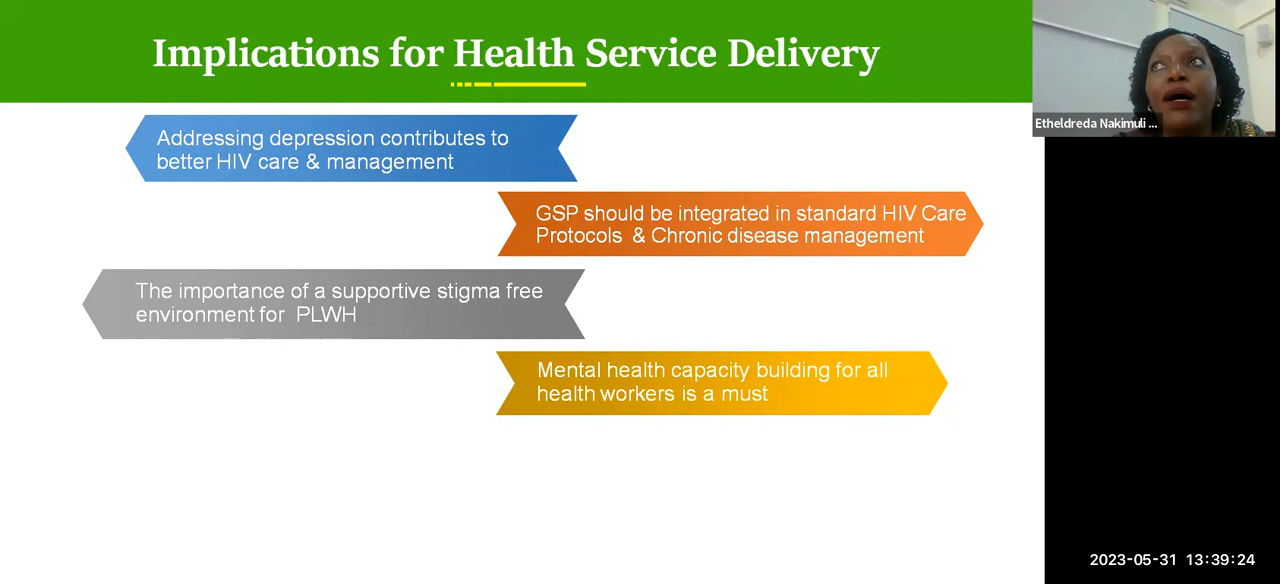 Implications for Health Service Delivery
Addressing depression contributes to
better HIV care & management
GSP should be integrated in standard HIV Care
Protocols & Chronic disease management
The importance of a supportive stigma free
environment for PLWH
Mental health capacity building for all
health workers is a must
Etheldreda Nakimuli ...
2023-05-31 13:39:24